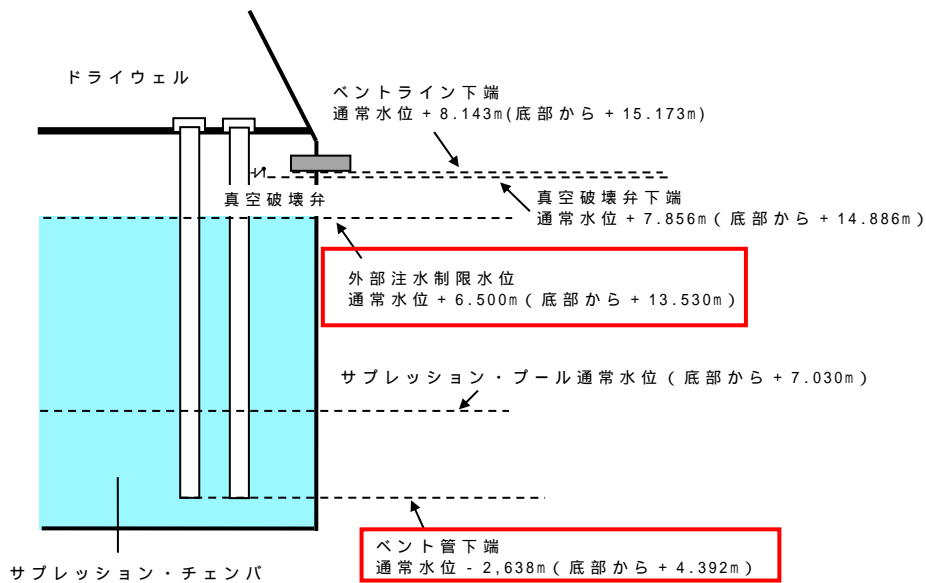 ドライウェル
ベントライン下端
通常水位+8.143m(底部から+15.173m)
真空破壊弁
真空破壊弁下端
通常水位+7.856m(底部から+14.886m)
外部注水制限水位
通常水位+6.500m(底部から+13.530m)
サプレッション・プール通常水位(底部から+7.030m)
ベント管下端
通常水位-2,638m(底部から+4.392m)
サプレッション・チェンバ